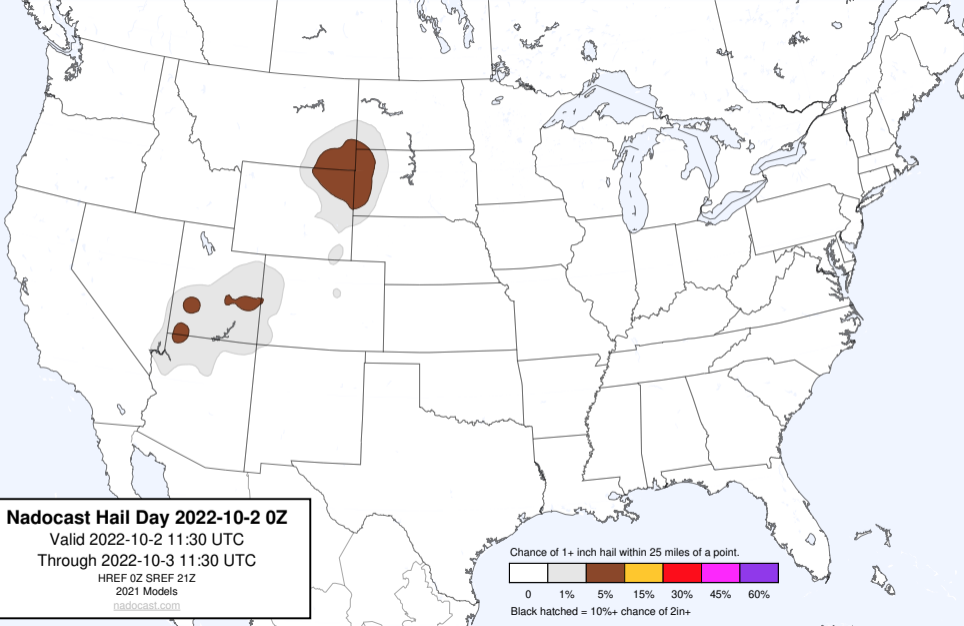 Nadocast Hail Day 2022-10-2 0Z
Valid 2022-10-2 11:30 UTC
Through 2022-10-3 11:30 UTC
HREF 0Z SREF 21Z
2021 Models
nadocast.com
Chance of 1+ inch hail within 25 miles of a point.
0 1% 5% 15% 30% 45% 60%
Black hatched = 10%+ chance of 2in+